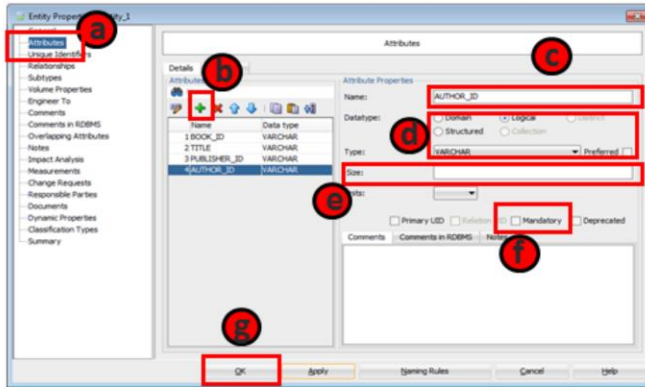 Entity Properties
a
Attributes
Attributes
Unique Identifiers
Relationships
Subtypes
Volume Properties
Engineer To
Comments
Comments in RDBMS
Overlapping Attributes
Notes
Impact Analysis
Measurements
Change Requests
Responsible Parties
Documents
Dynamic Properties
Classification Types
Summary
b
c
Details
Attributes
Name Data type
1 BOOK_ID VARCHAR
2 TITLE VARCHAR
3 PUBLISHER_ID VARCHAR
4 AUTHOR_ID VARCHAR
Attribute Properties
Name: AUTHOR_ID
Datatype: Domain Logical Distinct
d
Structured Collection
Type: VARCHAR Preferred
Size:
e
Primary UID Mandatory Deprecated
Comments Comments in RDBMS Notes
f
g
OK Apply Naming Rules Cancel Help